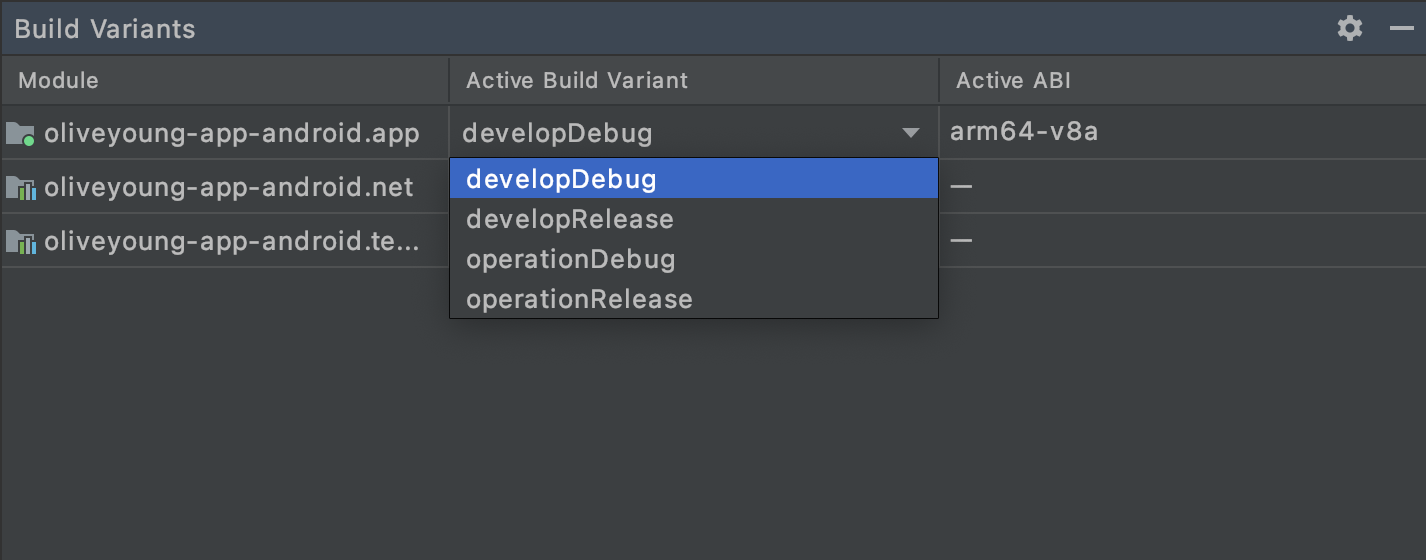 Build Variants
Module Active Build Variant Active ABI
oliveyoung-app-android.app developDebug arm64-v8a
oliveyoung-app-android.net developDebug —
developRelease
oliveyoung-app-android.te... operationDebug —
operationRelease